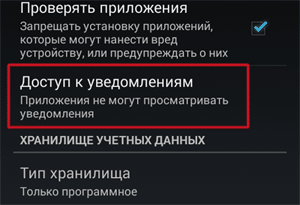 Проверять приложения
Запрещать установку приложений,
которые могут нанести вред
устройству, или предупреждать о них
Доступ к уведомлениям
Приложения не могут просматривать
уведомления
ХРАНИЛИЩЕ УЧЕТНЫХ ДАННЫХ
Тип хранилища
Только программное